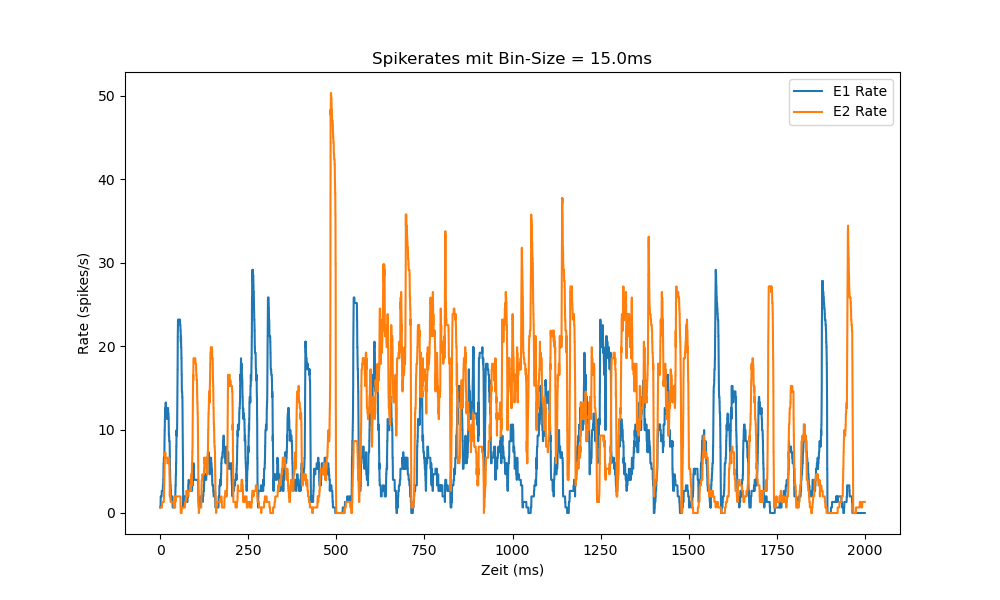 Spikerates mit Bin-Size = 15.0ms
E1 Rate
E2 Rate
Rate (spikes/s)
50
40
30
20
10
0
0 250 500 750 1000 1250 1500 1750 2000
Zeit (ms)